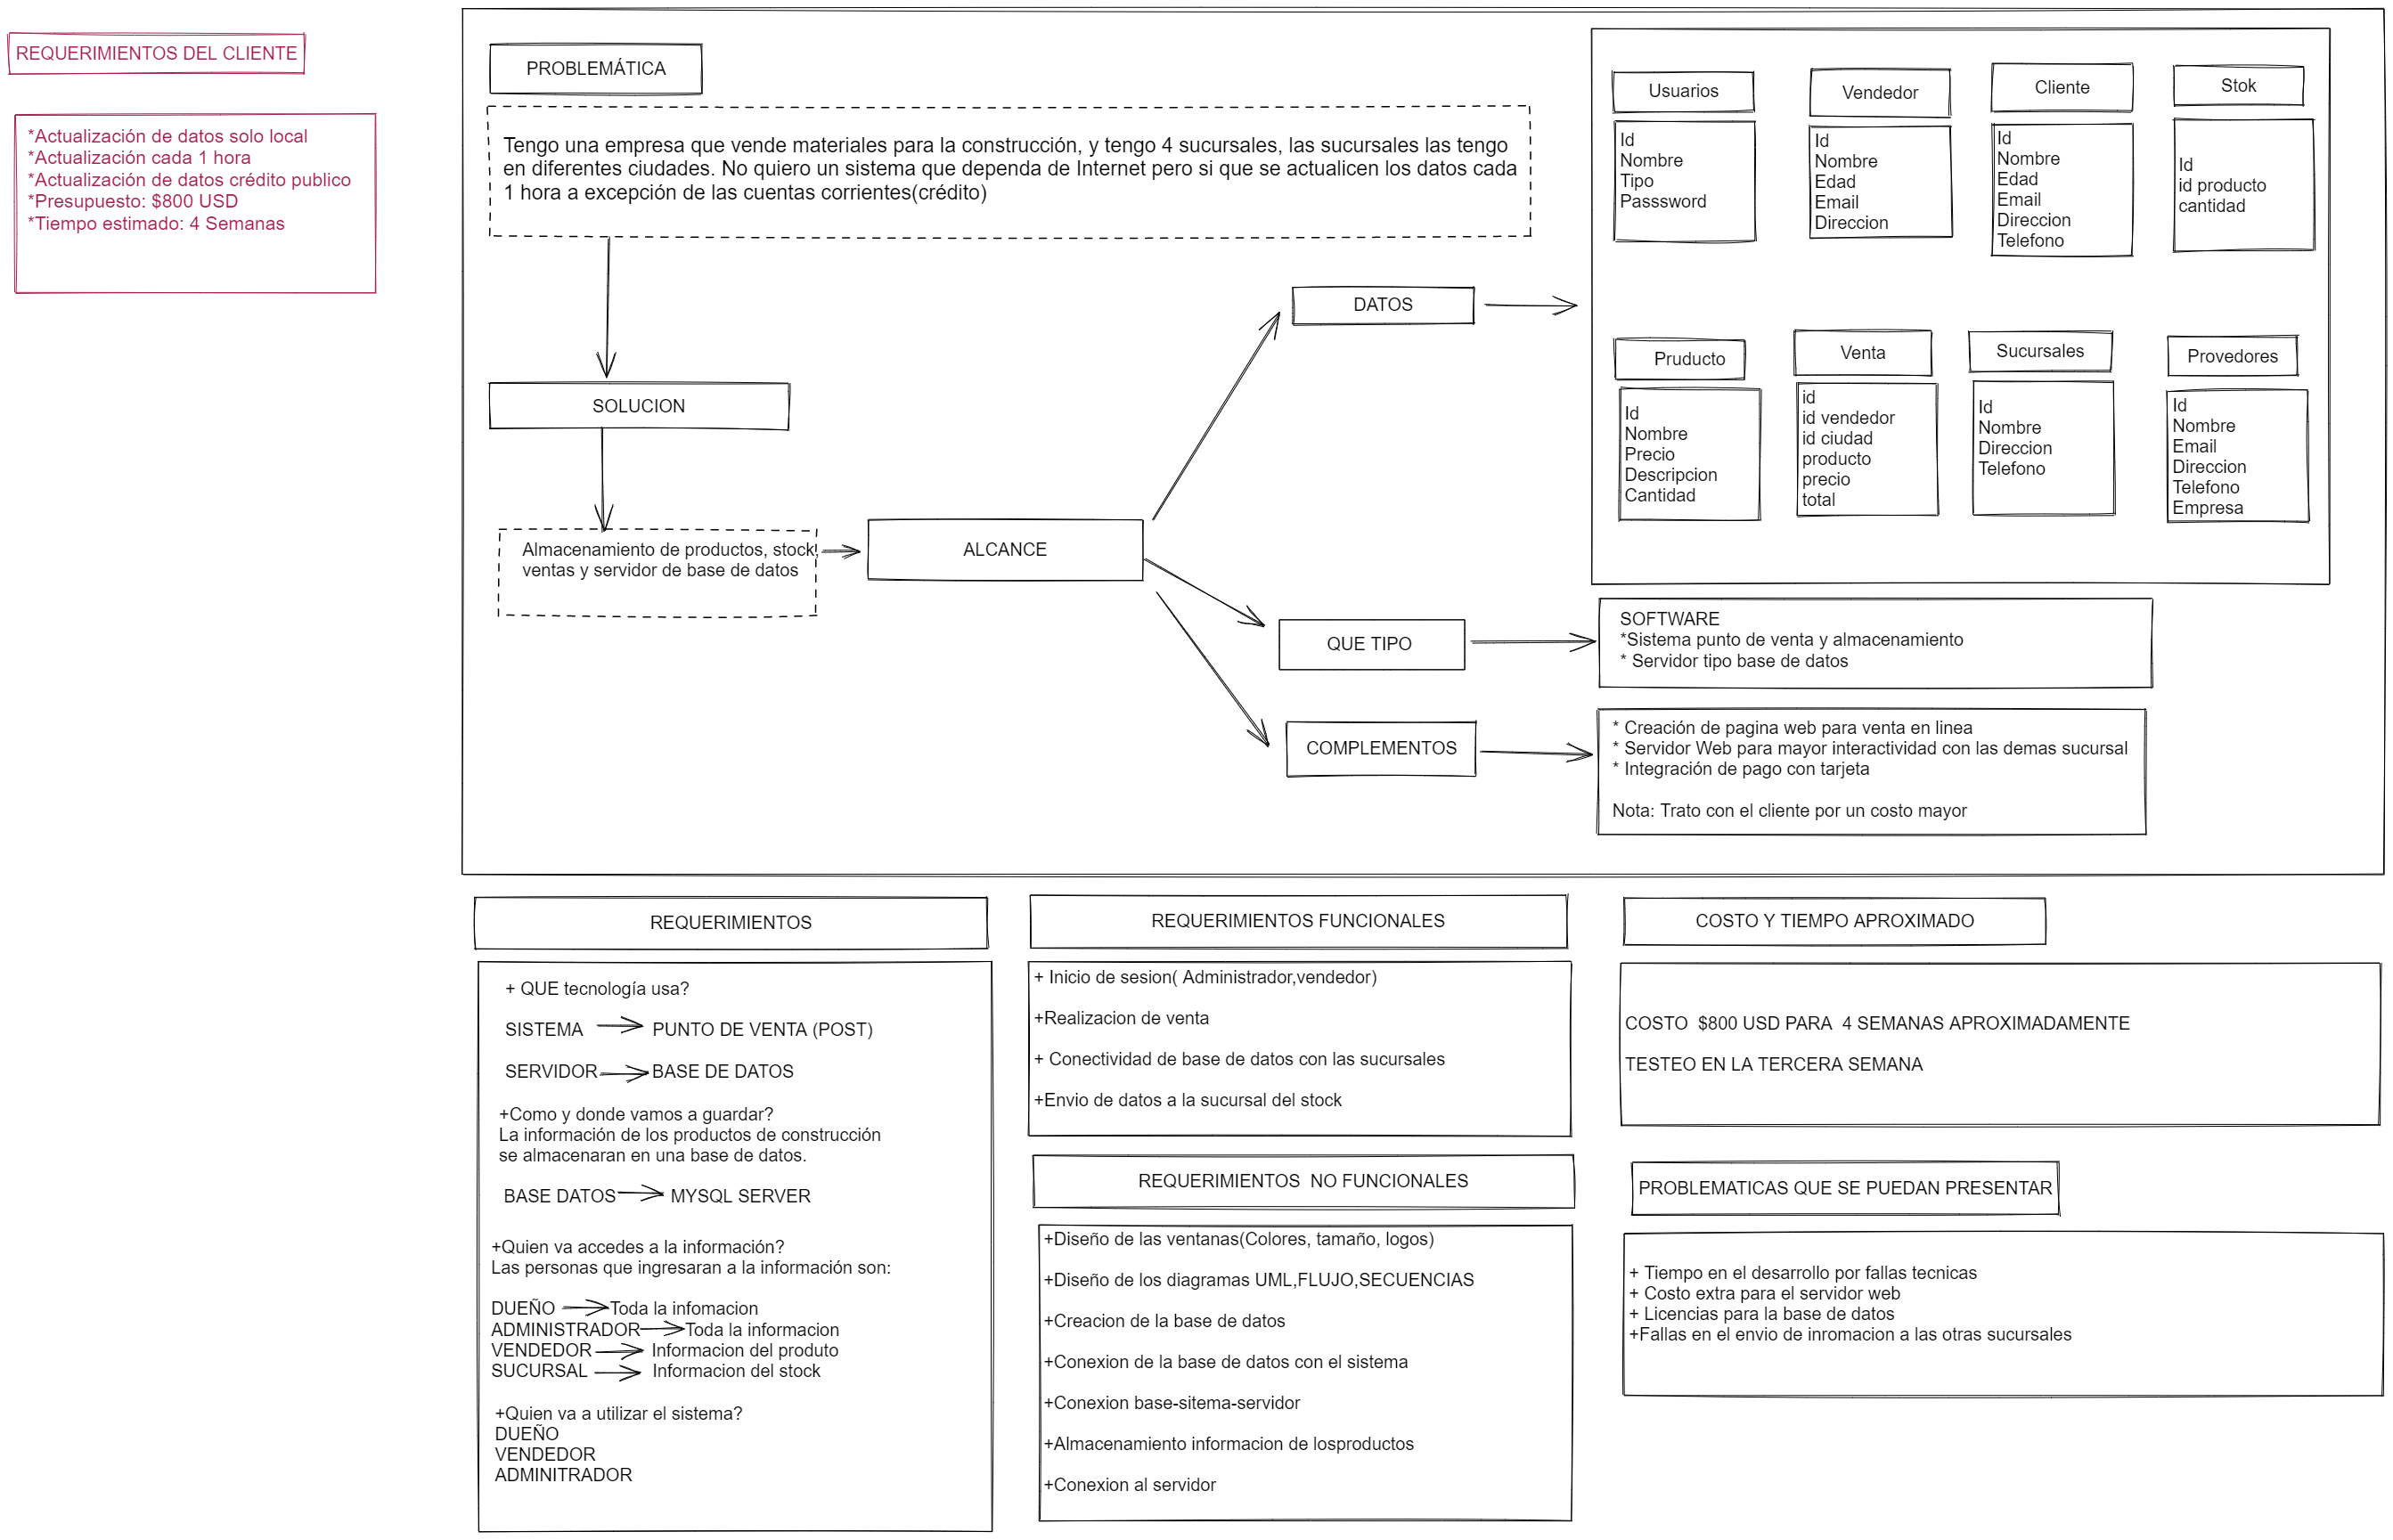 REQUERIMIENTOS DEL CLIENTE
*Actualización de datos solo local
*Actualización cada 1 hora
*Actualización de datos crédito publico
*Presupuesto: $800 USD
*Tiempo estimado: 4 Semanas
PROBLEMÁTICA
Tengo una empresa que vende materiales para la construcción, y tengo 4 sucursales, las sucursales las tengo
en diferentes ciudades. No quiero un sistema que dependa de Internet pero si que se actualicen los datos cada
1 hora a excepción de las cuentas corrientes(crédito)
SOLUCION
Almacenamiento de productos, stock,
ventas y servidor de base de datos
ALCANCE
DATOS
Usuarios
Id
Nombre
Tipo
Passsword
Vendedor
Id
Nombre
Edad
Email
Direccion
Cliente
Id
Nombre
Edad
Email
Direccion
Telefono
Stok
Id
id producto
cantidad
Pruducto
Id
Nombre
Precio
Descripcion
Cantidad
Venta
id
id vendedor
id ciudad
producto
precio
total
Sucursales
Id
Nombre
Direccion
Telefono
Provedores
Id
Nombre
Email
Direccion
Telefono
Empresa
QUE TIPO
SOFTWARE
*Sistema punto de venta y almacenamiento
* Servidor tipo base de datos
COMPLEMENTOS
* Creación de pagina web para venta en linea
* Servidor Web para mayor interactividad con las demas sucursal
* Integración de pago con tarjeta
Nota: Trato con el cliente por un costo mayor
REQUERIMIENTOS
+ QUE tecnología usa?
SISTEMA PUNTO DE VENTA (POST)
SERVIDOR BASE DE DATOS
+Como y donde vamos a guardar?
La información de los productos de construcción
se almacenaran en una base de datos.
BASE DATOS MYSQL SERVER
+Quien va accedes a la información?
Las personas que ingresaran a la información son:
DUEÑO Toda la infomacion
ADMINISTRADOR Toda la informacion
VENDEDOR Informacion del produto
SUCURSAL Informacion del stock
+Quien va a utilizar el sistema?
DUEÑO
VENDEDOR
ADMINITRADOR
REQUERIMIENTOS FUNCIONALES
+ Inicio de sesion( Administrador,vendedor)
+Realizacion de venta
+ Conectividad de base de datos con las sucursales
+Envio de datos a la sucursal del stock
REQUERIMIENTOS NO FUNCIONALES
+Diseño de las ventanas(Colores, tamaño, logos)
+Diseño de los diagramas UML,FLUJO,SECUENCIAS
+Creacion de la base de datos
+Conexion de la base de datos con el sistema
+Conexion base-sitema-servidor
+Almacenamiento informacion de losproductos
+Conexion al servidor
COSTO Y TIEMPO APROXIMADO
COSTO $800 USD PARA 4 SEMANAS APROXIMADAMENTE
TESTEO EN LA TERCERA SEMANA
PROBLEMATICAS QUE SE PUEDAN PRESENTAR
+ Tiempo en el desarrollo por fallas tecnicas
+ Costo extra para el servidor web
+ Licencias para la base de datos
+Fallas en el envio de inromacion a las otras sucursales